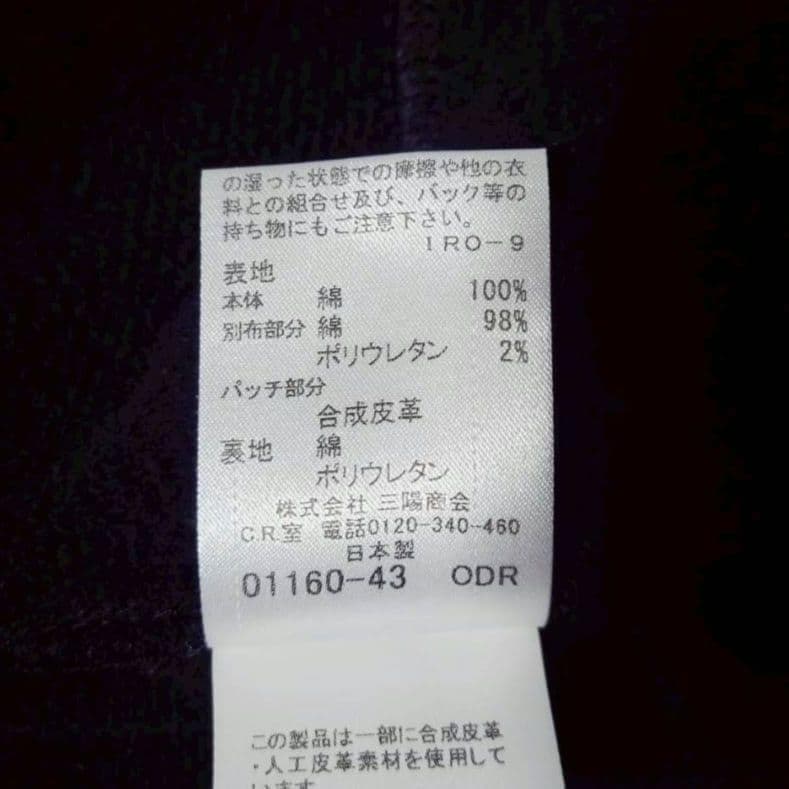 の湿った状態での摩擦や他の衣
料との組合せ及び、バック等の
持ち物にもご注意下さい。
IRO-9
表地
本体 綿 100%
別布部分 綿 98%
ポリウレタン 2%
パッチ部分
合成皮革
裏地 綿
ポリウレタン
株式会社 三陽商会
C.R.室 電話0120-340-460
日本製
01160-43 ODR
この製品は一部に合成皮革
・人工皮革素材を使用して
います